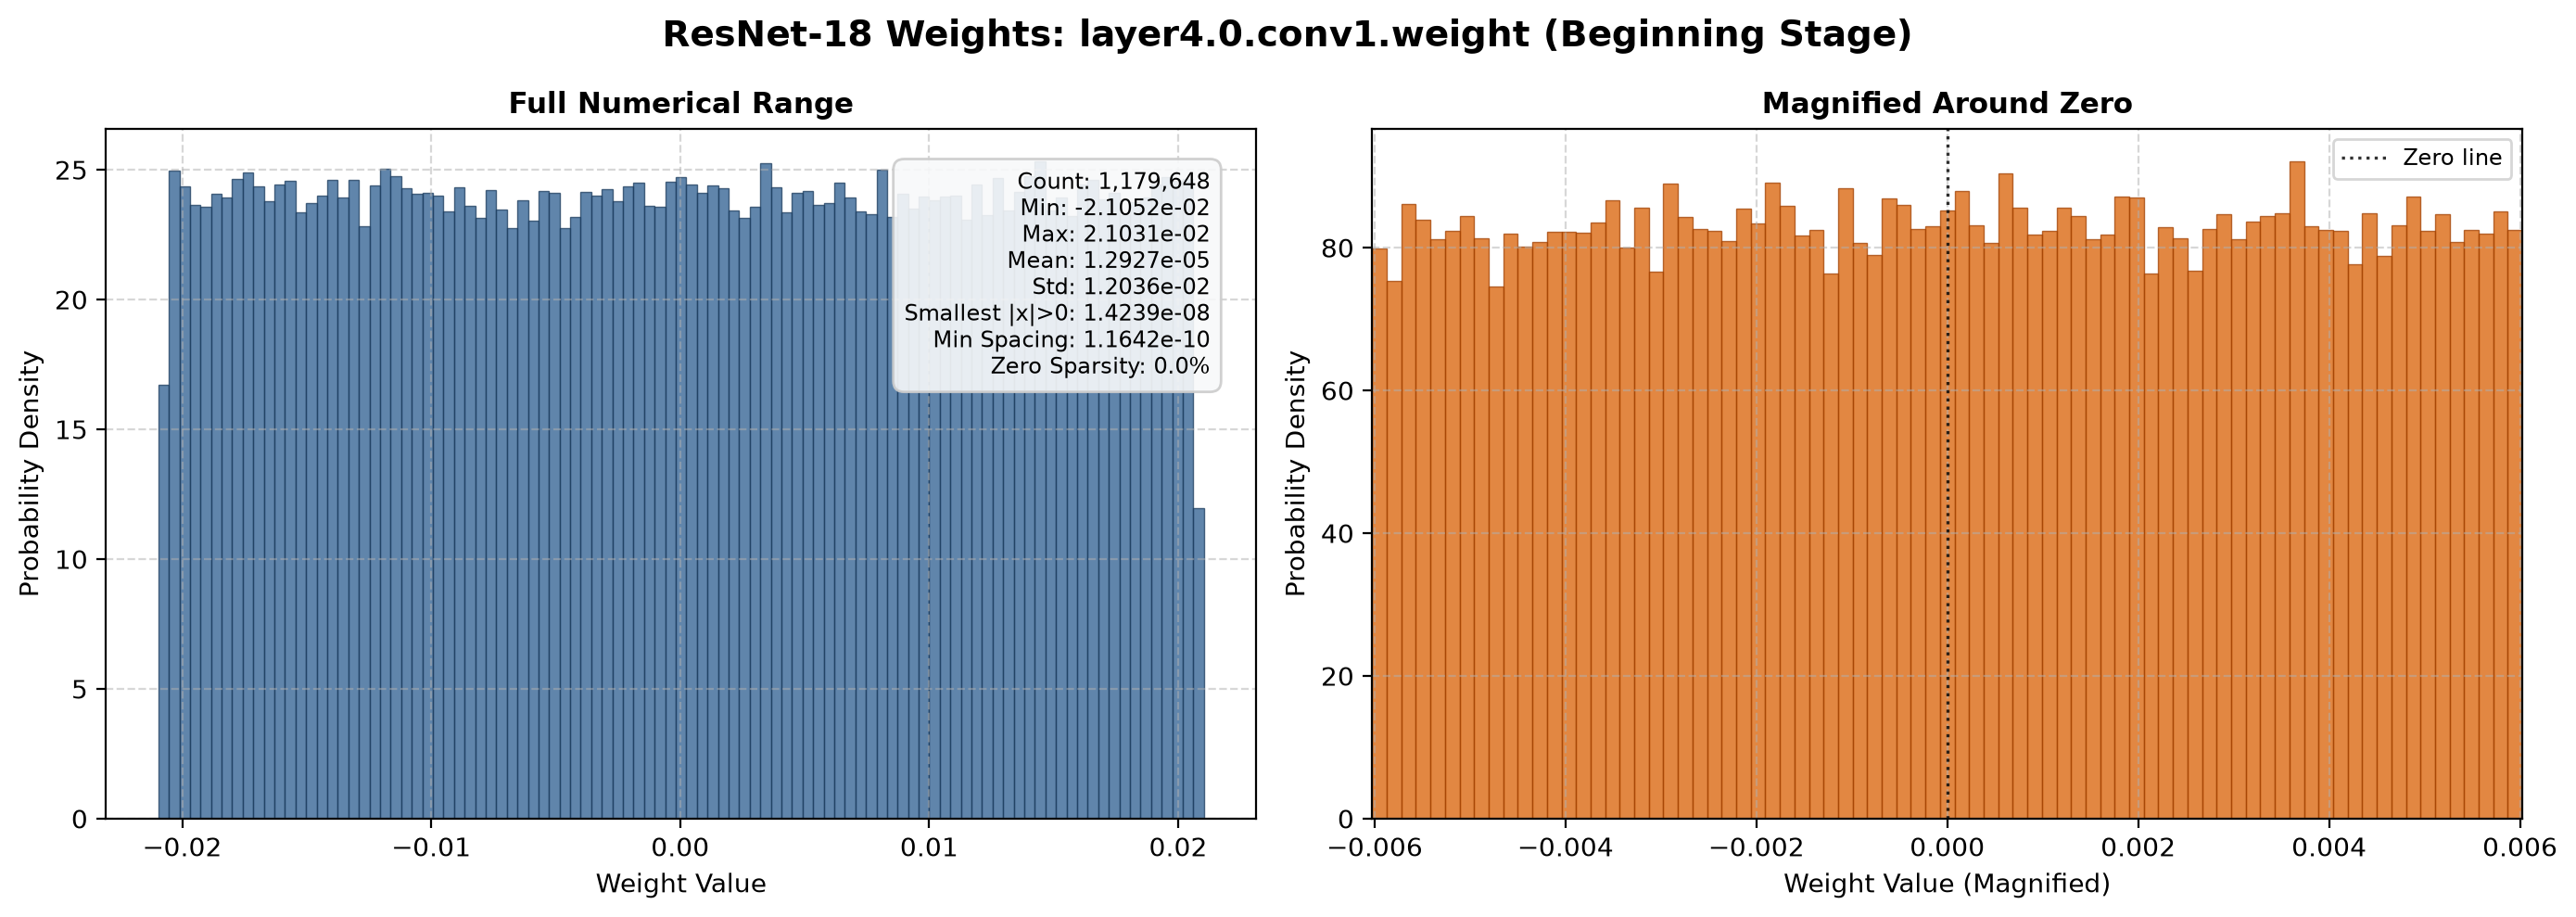 ResNet-18 Weights: layer4.0.conv1.weight (Beginning Stage)
Full Numerical Range
Probability Density
25
20
15
10
5
0
Count: 1,179,648
Min: -2.1052e-02
Max: 2.1031e-02
Mean: 1.2927e-05
Std: 1.2036e-02
Smallest |x|>0: 1.4239e-08
Min Spacing: 1.1642e-10
Zero Sparsity: 0.0%
−0.02 −0.01 0.00 0.01 0.02
Weight Value
Magnified Around Zero
Probability Density
80
60
40
20
0
Zero line
−0.006 −0.004 −0.002 0.000 0.002 0.004 0.006
Weight Value (Magnified)